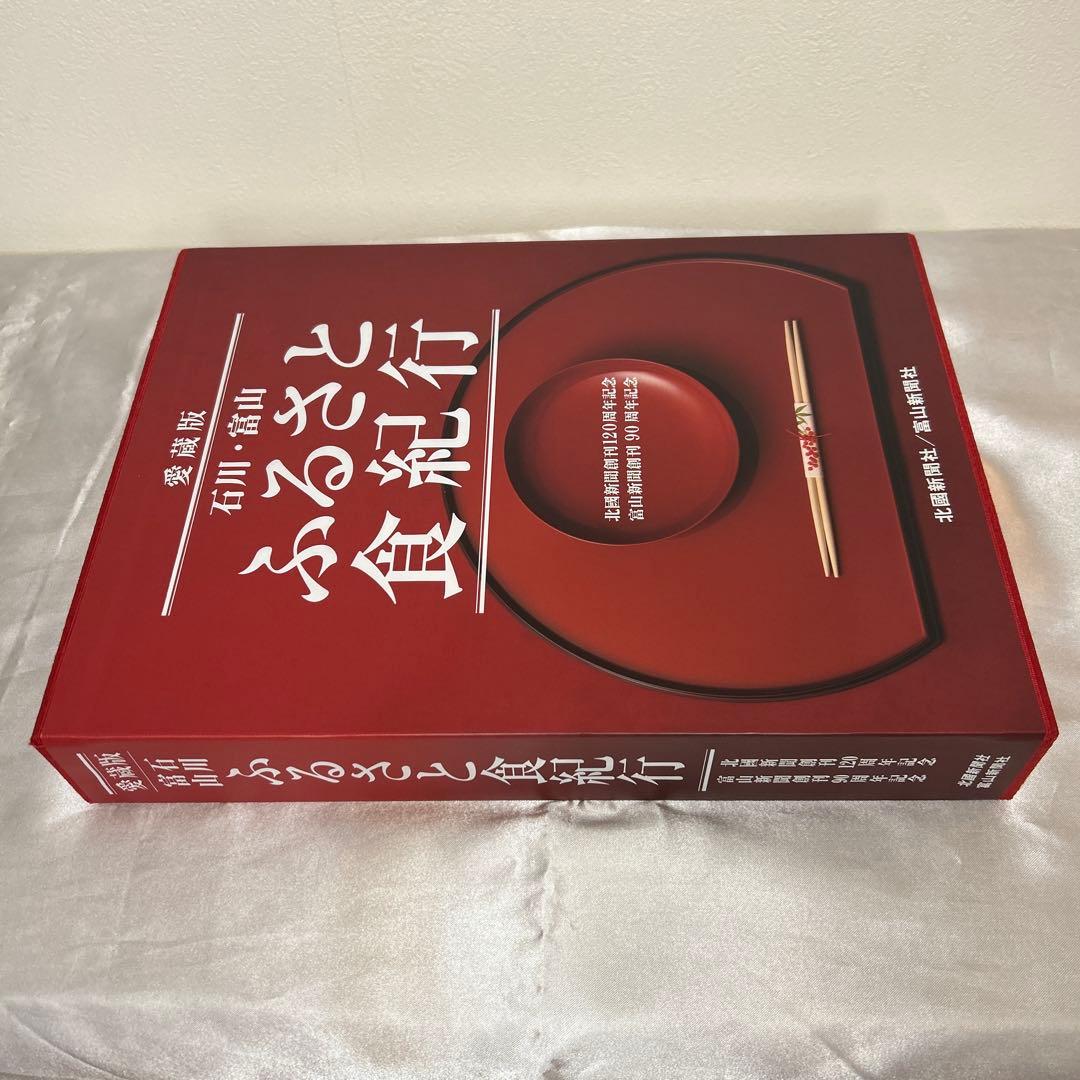 愛蔵版
石川・富山
ふるさと
食紀行
北國新聞創刊120周年記念
富山新聞創刊90周年記念
北國新聞社/富山新聞社
愛蔵版
石川
富山
ふるさと食紀行
北國新聞創刊120周年記念
富山新聞創刊90周年記念
北國新聞社
富山新聞社